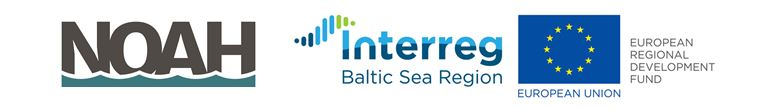 NOAH
Interreg
Baltic Sea Region
EUROPEAN UNION
EUROPEAN
REGIONAL
DEVELOPMENT
FUND